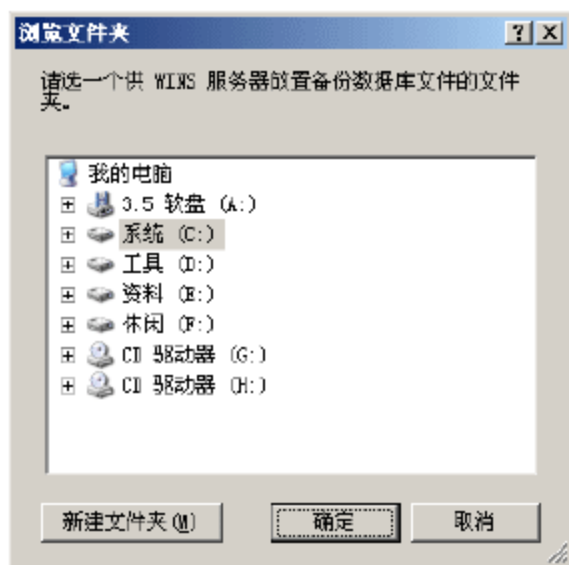 浏览文件夹
请选一个供 WINS 服务器放置备份数据库文件的文件
夹。
我的电脑
3.5 软盘 (A:)
系统 (C:)
工具 (D:)
资料 (E:)
休闲 (F:)
CD 驱动器 (G:)
CD 驱动器 (H:)
新建文件夹(M) 确定 取消